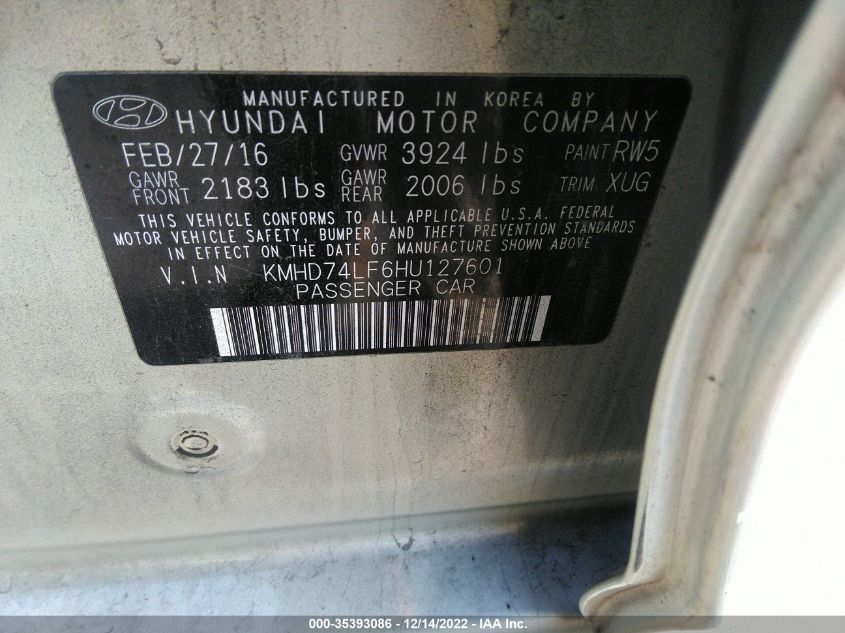 MANUFACTURED IN KOREA BY
HYUNDAI MOTOR COMPANY
FEB/27/16 GVWR 3924 lbs PAINT RW5
GAWR FRONT 2183 lbs GAWR REAR 2006 lbs TRIM XUG
THIS VEHICLE CONFORMS TO ALL APPLICABLE U.S.A. FEDERAL
MOTOR VEHICLE SAFETY, BUMPER, AND THEFT PREVENTION STANDARDS
IN EFFECT ON THE DATE OF MANUFACTURE SHOWN ABOVE
V.I.N KMHD74LF6HU127601
PASSENGER CAR
000-35393086 - 12/14/2022 - IAA Inc.